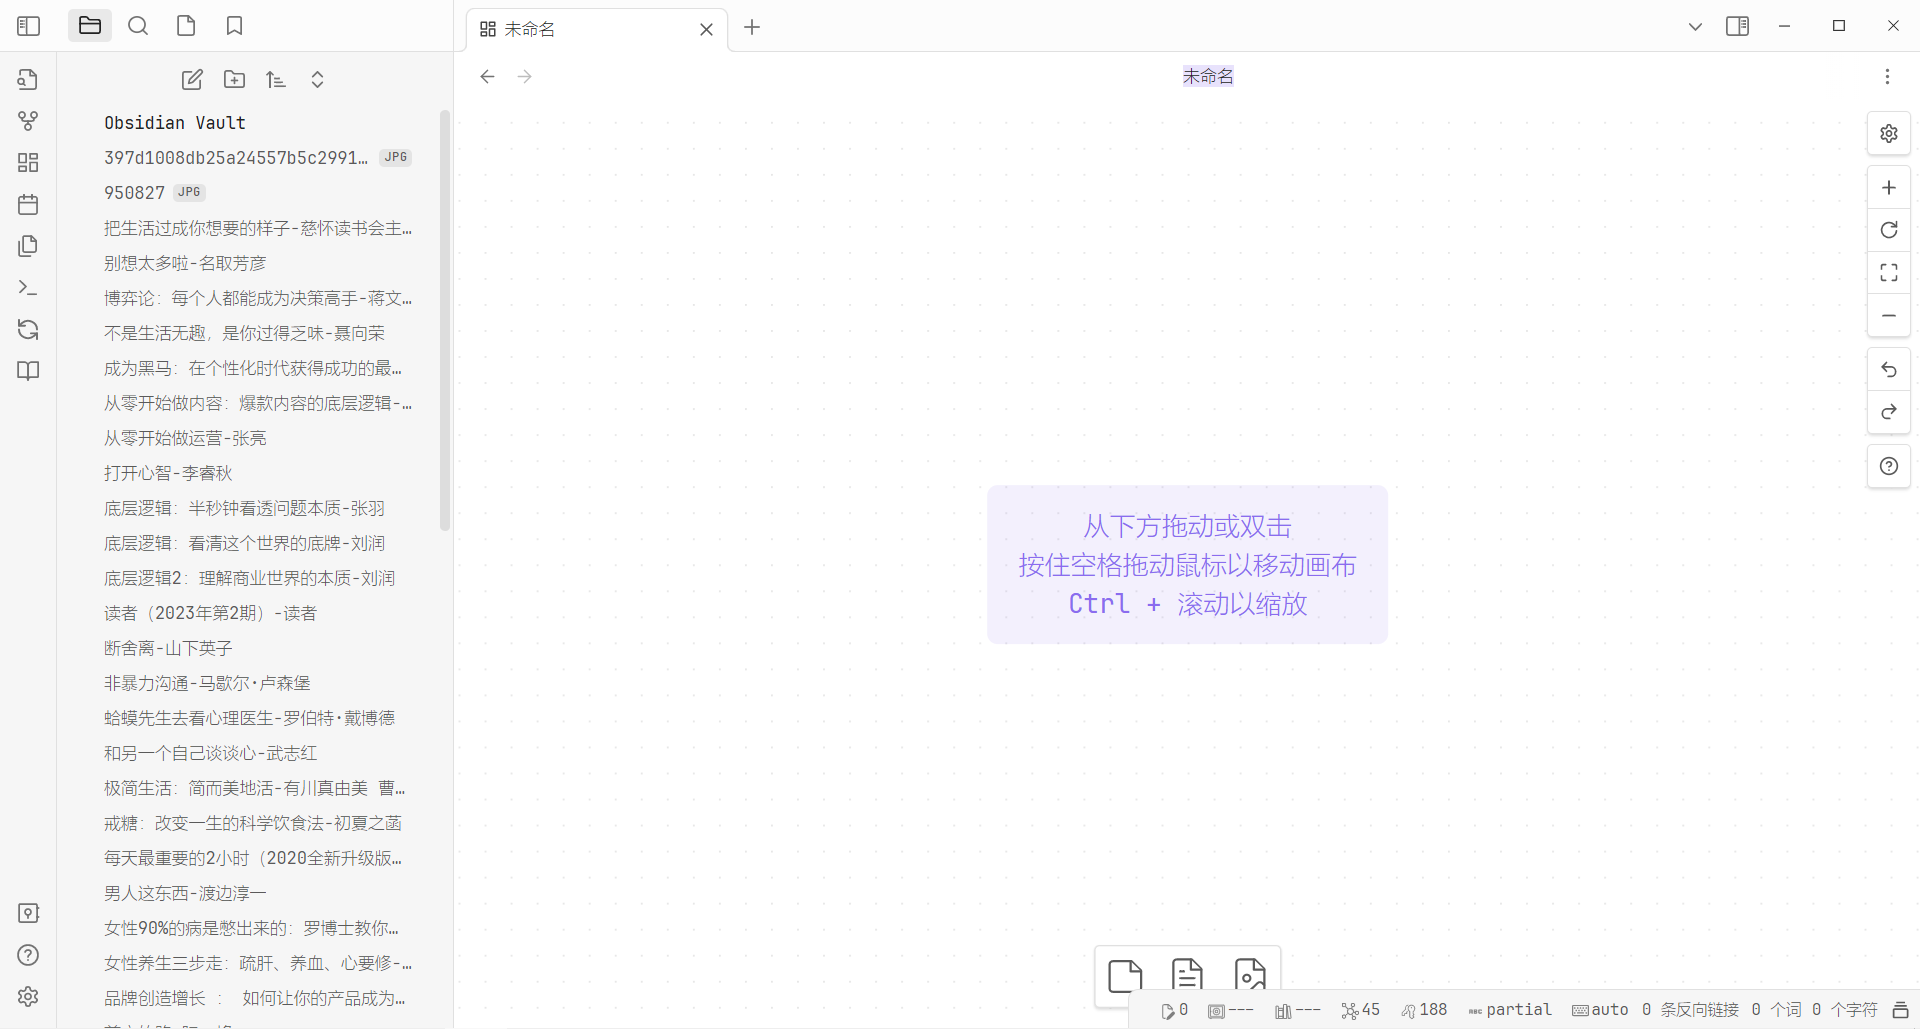 未命名
未命名
Obsidian Vault
397d1008db25a24557b5c2991… JPG
950827 JPG
把生活过成你想要的样子-慈怀读书会主…
别想太多啦-名取芳彦
博弈论：每个人都能成为决策高手-蒋文…
不是生活无趣，是你过得乏味-聂向荣
成为黑马：在个性化时代获得成功的最…
从零开始做内容：爆款内容的底层逻辑-…
从零开始做运营-张亮
打开心智-李睿秋
底层逻辑：半秒钟看透问题本质-张羽
底层逻辑：看清这个世界的底牌-刘润
底层逻辑2：理解商业世界的本质-刘润
读者（2023年第2期）-读者
断舍离-山下英子
非暴力沟通-马歇尔·卢森堡
蛤蟆先生去看心理医生-罗伯特·戴博德
和另一个自己谈谈心-武志红
极简生活：简而美地活-有川真由美 曹…
戒糖：改变一生的科学饮食法-初夏之菡
每天最重要的2小时（2020全新升级版…
男人这东西-渡边淳一
女性90%的病是憋出来的：罗博士教你…
女性养生三步走：疏肝、养血、心要修-…
品牌创造增长 ： 如何让你的产品成为…
从下方拖动或双击
按住空格拖动鼠标以移动画布
Ctrl + 滚动以缩放
0 --- --- 45 188 partial auto 0 条反向链接 0 个词 0 个字符